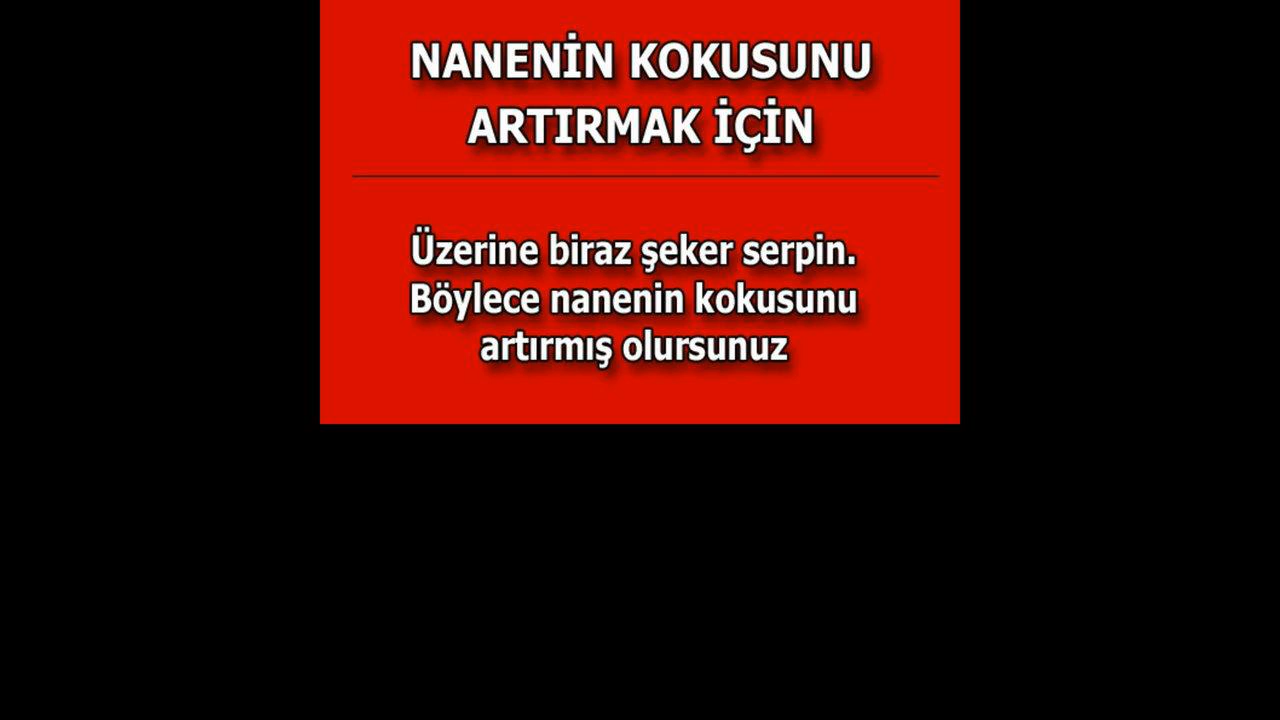 NANENİN KOKUSUNU
ARTIRMAK İÇİN
Üzerine biraz şeker serpin.
Böylece nanenin kokusunu
artırmış olursunuz